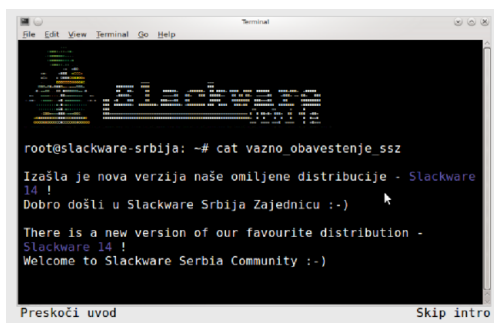 Terminal
File Edit View Terminal Go Help
root@slackware-srbija: ~# cat vazno_obavestenje_ssz
Izašla je nova verzija naše omiljene distribucije - Slackware
14 !
Dobro došli u Slackware Srbija Zajednicu :-)
There is a new version of our favourite distribution -
Slackware 14 !
Welcome to Slackware Serbia Community :-)
Preskoči uvod Skip intro